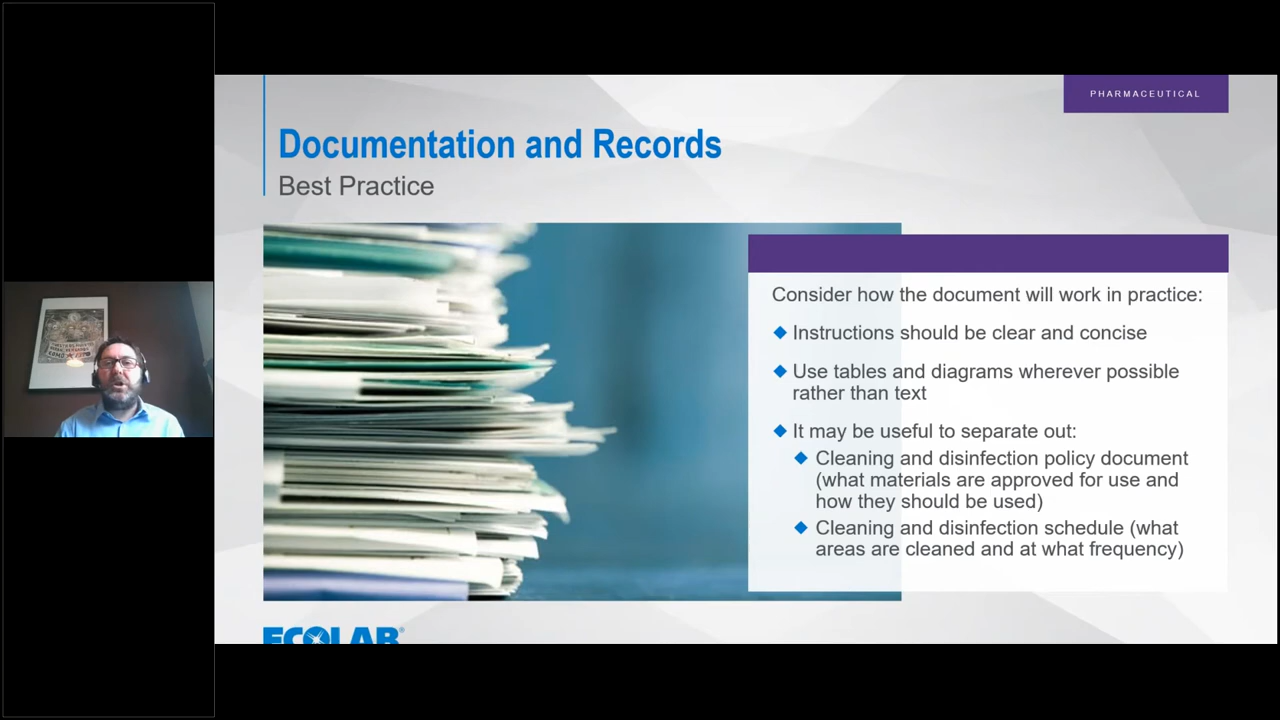 PHARMACEUTICAL
Documentation and Records
Best Practice
Consider how the document will work in practice:
Instructions should be clear and concise
Use tables and diagrams wherever possible
rather than text
It may be useful to separate out:
Cleaning and disinfection policy document
(what materials are approved for use and
how they should be used)
Cleaning and disinfection schedule (what
areas are cleaned and at what frequency)
ECOLAB®